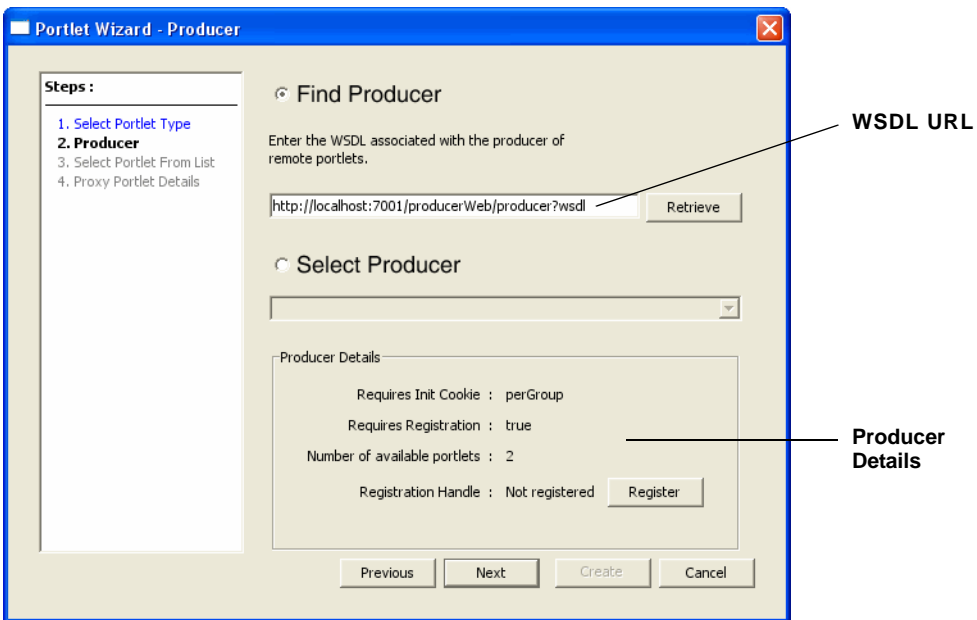 Portlet Wizard - Producer
Steps :
1. Select Portlet Type
2. Producer
3. Select Portlet From List
4. Proxy Portlet Details
Find Producer
Enter the WSDL associated with the producer of
remote portlets.
http://localhost:7001/producerWeb/producer?wsdl
Retrieve
WSDL URL
Select Producer
Producer Details
Requires Init Cookie : perGroup
Requires Registration : true
Number of available portlets : 2
Registration Handle : Not registered
Register
Producer
Details
Previous
Next
Create
Cancel